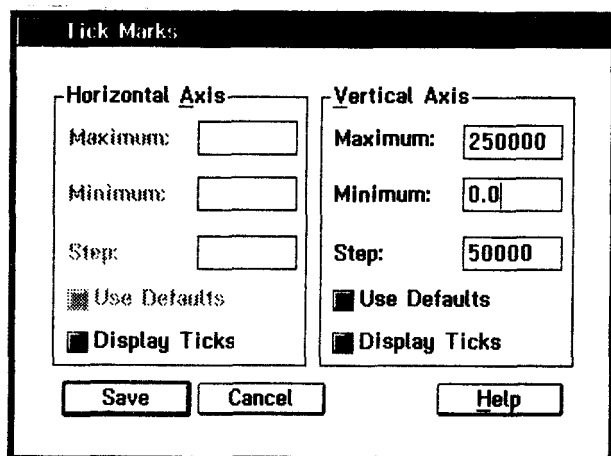 Tick Marks
Horizontal Axis
Maximum:
Minimum:
Step:
Use Defaults
Display Ticks
Vertical Axis
Maximum: 250000
Minimum: 0.0
Step: 50000
Use Defaults
Display Ticks
Save Cancel Help